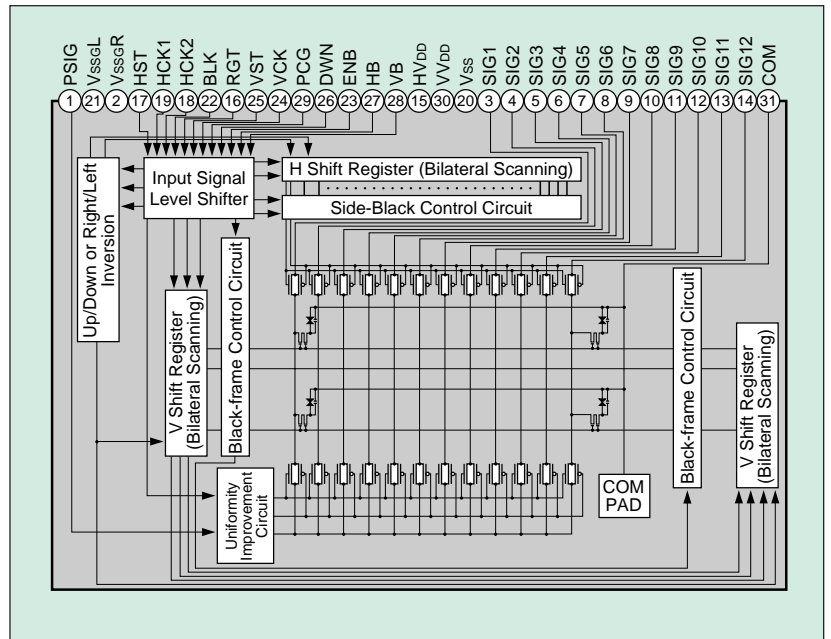 PSIG
VssGL
VssGR
HST
HCK1
HCK2
BLK
RGT
VST
VCK
PCG
DWN
ENB
HB
VB
HVDD
VVDD
Vss
SIG1
SIG2
SIG3
SIG4
SIG5
SIG6
SIG7
SIG8
SIG9
SIG10
SIG11
SIG12
COM
1 21 2 17 19 18 22 16 25 24 29 26 23 27 28 15 30 20 3 4 5 6 7 8 9 10 11 12 13 14 31
Up/Down or Right/Left
Inversion
Input Signal
Level Shifter
H Shift Register (Bilateral Scanning)
Side-Black Control Circuit
V Shift Register
(Bilateral Scanning)
Black-frame Control Circuit
Uniformity
Improvement
Circuit
COM
PAD
Black-frame Control Circuit
V Shift Register
(Bilateral Scanning)